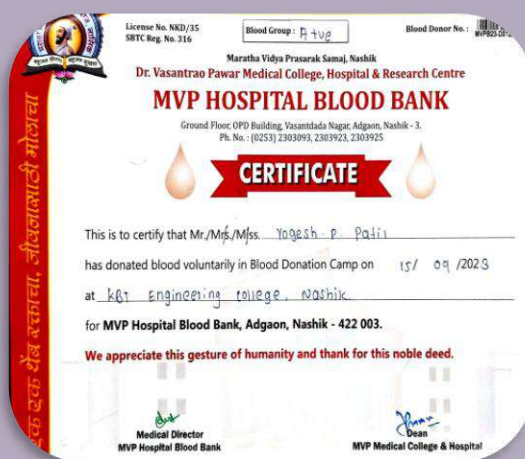 License No. NKD/35
SBTC Reg. No. 316
Blood Group : A +ve
Blood Donor No. :
Maratha Vidya Prasarak Samaj, Nashik
Dr. Vasantrao Pawar Medical College, Hospital & Research Centre
MVP HOSPITAL BLOOD BANK
Ground Floor, OPD Building, Vasantdada Nagar, Adgaon, Nashik - 3.
Ph. No. : (0253) 2303093, 2303923, 2303925
CERTIFICATE
This is to certify that Mr./Mrs./Miss. Yogesh P. Patil
has donated blood voluntarily in Blood Donation Camp on 15/ 09 /2023
at KBT Engineering College, Nashik.
for MVP Hospital Blood Bank, Adgaon, Nashik - 422 003.
We appreciate this gesture of humanity and thank for this noble deed.
Medical Director
MVP Hospital Blood Bank
Dean
MVP Medical College & Hospital
एक थेंब रक्ताचा, जीवनासाठी मोलाचा